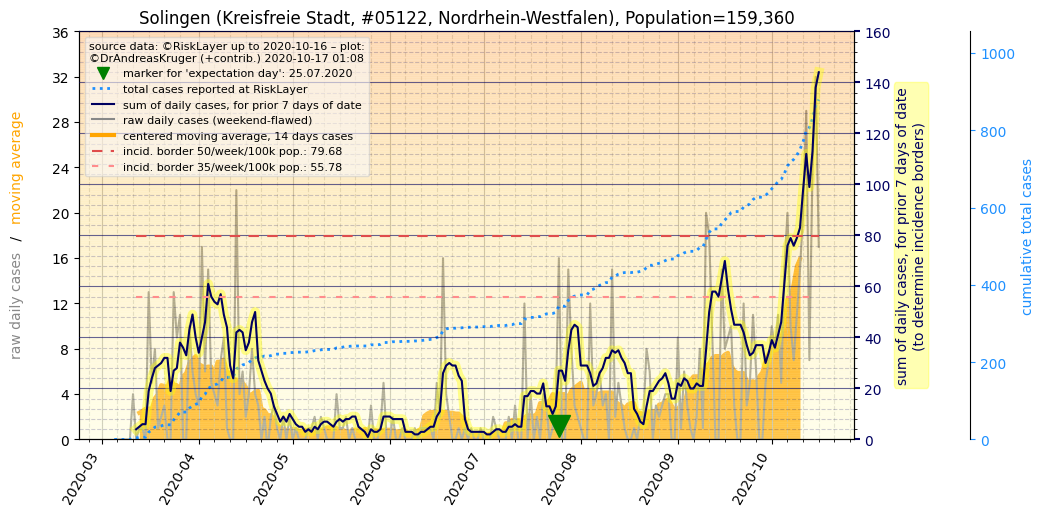 Solingen (Kreisfreie Stadt, #05122, Nordrhein-Westfalen), Population=159,360
source data: ©RiskLayer up to 2020-10-16 – plot:
©DrAndreasKruger (+contrib.) 2020-10-17 01:08
marker for 'expectation day': 25.07.2020
total cases reported at RiskLayer
sum of daily cases, for prior 7 days of date
raw daily cases (weekend-flawed)
centered moving average, 14 days cases
incid. border 50/week/100k pop.: 79.68
incid. border 35/week/100k pop.: 55.78
raw daily cases / moving average
36
32
28
24
20
16
12
8
4
0
160
140
120
100
80
60
40
20
0
sum of daily cases, for prior 7 days of date
(to determine incidence borders)
1000
800
600
400
200
0
cumulative total cases
2020-03
2020-04
2020-05
2020-06
2020-07
2020-08
2020-09
2020-10